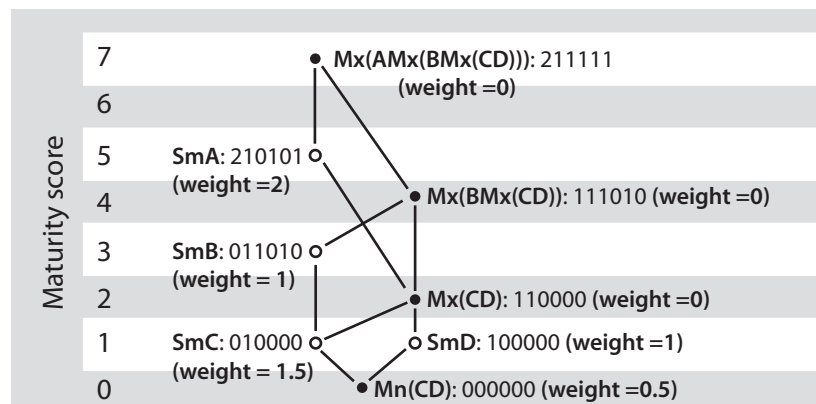 7 Mx(AMx(BMx(CD))): 211111
(weight =0)
6
5 SmA: 210101
(weight =2)
4 Mx(BMx(CD)): 111010 (weight =0)
3 SmB: 011010
(weight = 1)
2 Mx(CD): 110000 (weight =0)
1 SmC: 010000 SmD: 100000 (weight =1)
(weight = 1.5)
0 Mn(CD): 000000 (weight =0.5)
Maturity score